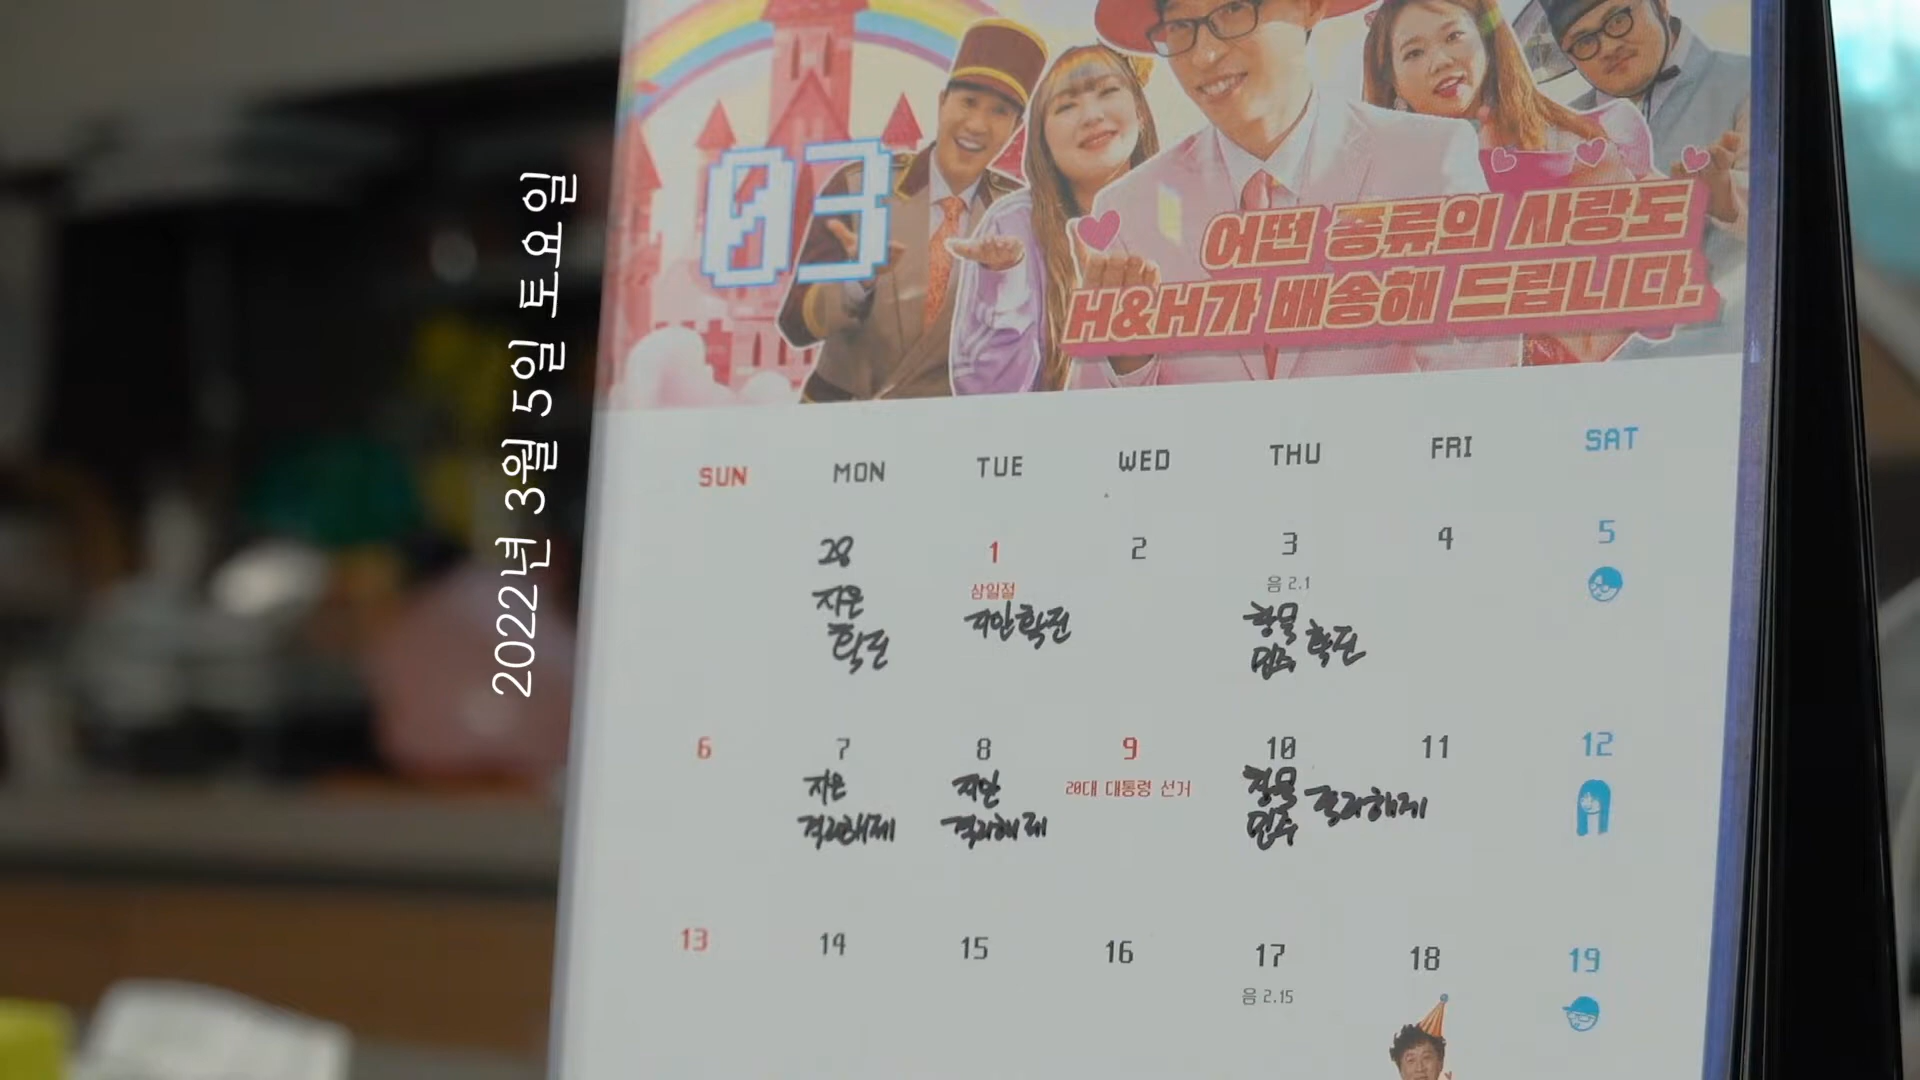 2022년 3월 5일 토요일
03
어떤 종류의 사랑도
H&H가 배송해 드립니다.
SUN MON TUE WED THU FRI SAT
28 1 2 3 4 5
삼일절 음 2.1
지은 확진
지안 확진
민주 확진
6 7 8 9 10 11 12
20대 대통령 선거
지은 격리해제
지안 격리해제
민주 격리해제
13 14 15 16 17 18 19
음 2.15